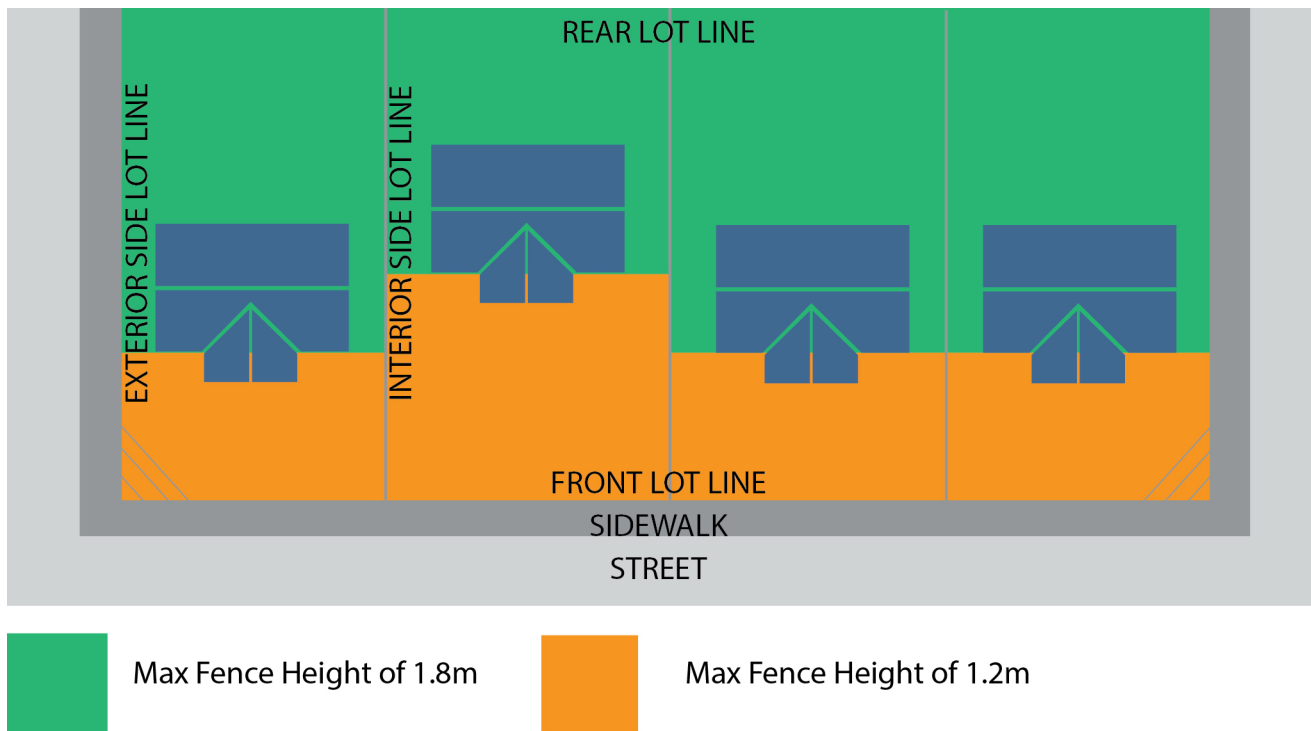 REAR LOT LINE
EXTERIOR SIDE LOT LINE
INTERIOR SIDE LOT LINE
FRONT LOT LINE
SIDEWALK
STREET
Max Fence Height of 1.8m
Max Fence Height of 1.2m